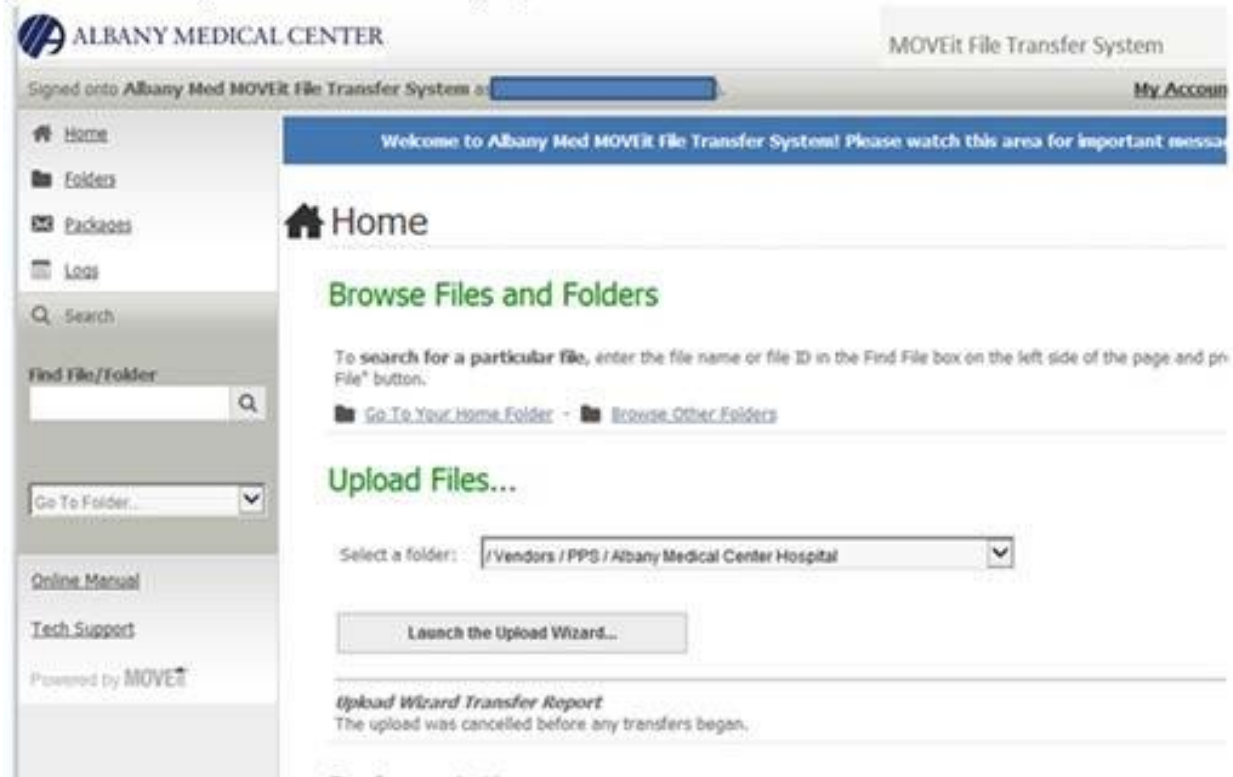 ALBANY MEDICAL CENTER
MOVEit File Transfer System
Signed onto Albany Med MOVEit File Transfer System as
My Accoun
Home
Folders
Packages
Logs
Search
Find File/Folder
Go To Folder..
Online Manual
Tech Support
Powered by MOVEit
Welcome to Albany Med MOVEit File Transfer System! Please watch this area for important messa
Home
Browse Files and Folders
To search for a particular file, enter the file name or file ID in the Find File box on the left side of the page and pr
File" button.
Go To Your Home Folder - Browse Other Folders
Upload Files...
Select a folder: / Vendors / PPS / Albany Medical Center Hospital
Launch the Upload Wizard...
Upload Wizard Transfer Report
The upload was cancelled before any transfers began.